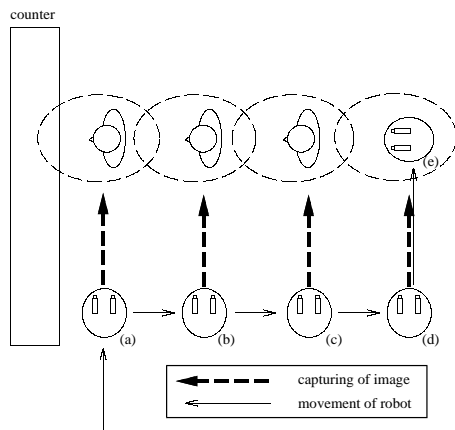 counter
(e)
(a)
(b)
(c)
(d)
capturing of image
movement of robot